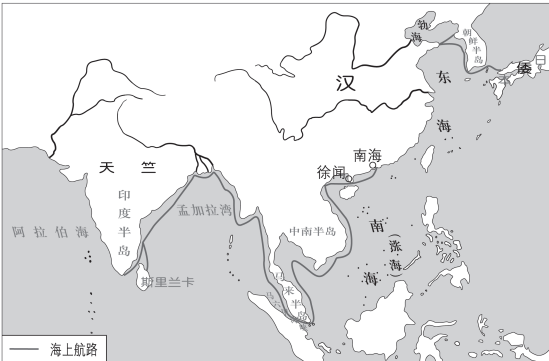 渤海
朝鲜半岛
日本
倭
东海
汉
南海
徐闻
天竺
印度半岛
孟加拉湾
阿拉伯海
斯里兰卡
中南半岛
南海
（涨海）
马来半岛
海上航路